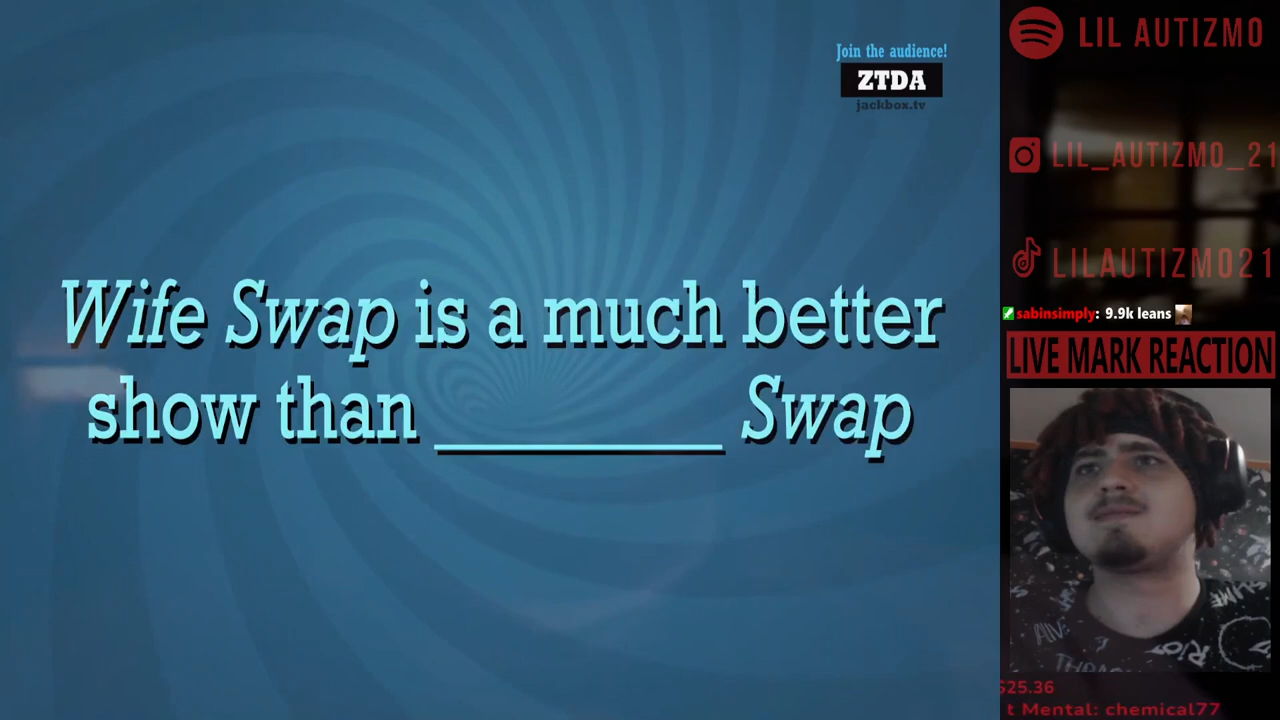 Join the audience!
ZTDA
jackbox.tv
Wife Swap is a much better
show than ________ Swap
LIL AUTIZMO
LIL_AUTIZMO_21
LILAUTIZMO21
sabinsimply: 9.9k leans
LIVE MARK REACTION
$25.36
t Mental: chemical77